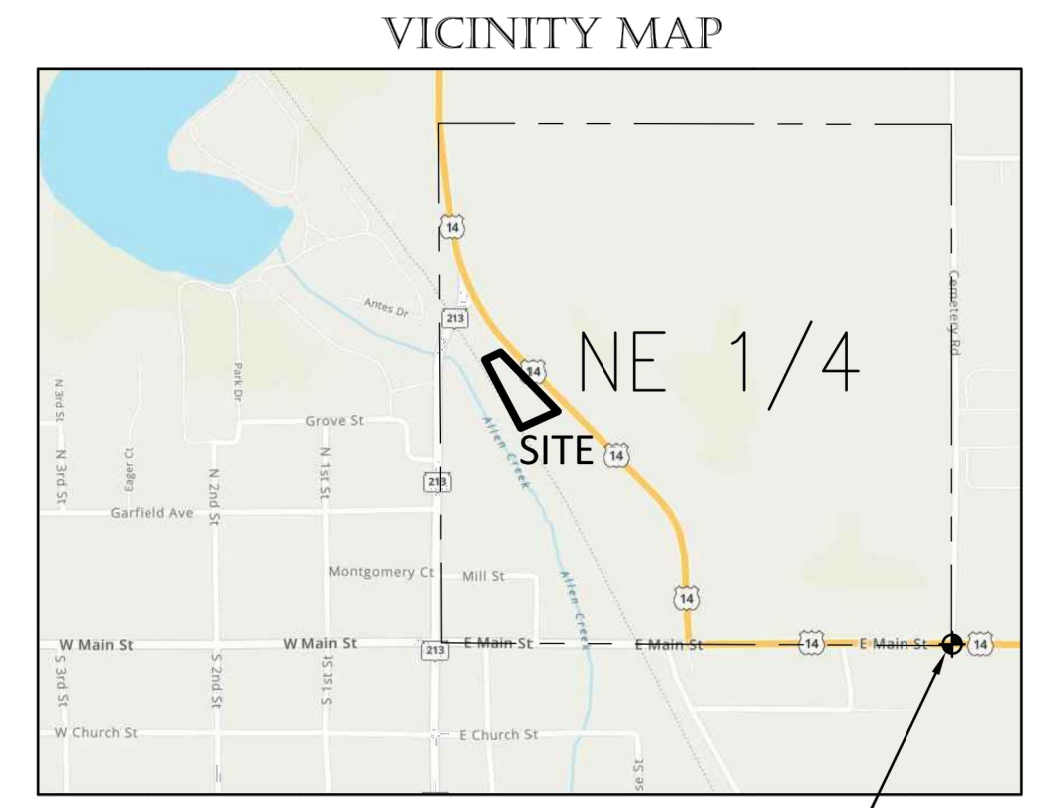 VICINITY MAP
14
Antes Dr
213
Cemetery Rd
NE 1/4
14
Park Dr
N 3rd St
Grove St
Allen Creek
SITE
14
N 3rd St
Eager Ct
N 2nd St
N 1st St
213
Garfield Ave
Montgomery Ct
Mill St
Allen Creek
14
W Main St
W Main St
213
E Main St
E Main St
14
E Main St
14
S 3rd St
S 2nd St
S 1st St
W Church St
E Church St